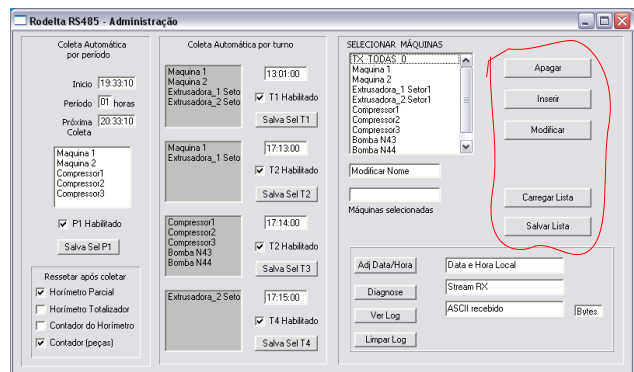 Rodelta RS485 - Administração
Coleta Automática
por período
Inicio 19:33:10
Período 01 horas
Próxima 20:33:10
Coleta
Maquina 1
Maquina 2
Compressor1
Compressor2
Compressor3
P1 Habilitado
Salva Sel P1
Ressetar após coletar
Horímetro Parcial
Horímetro Totalizador
Contador do Horímetro
Contador (peças)
Coleta Automática por turno
Maquina 1
Maquina 2
Extrusadora_1 Seto
Extrusadora_2 Seto
13:01:00
T1 Habilitado
Salva Sel T1
Maquina 1
Extrusadora_1 Seto
17:13:00
T2 Habilitado
Salva Sel T2
Compressor1
Compressor2
Compressor3
Bomba N43
Bomba N44
17:14:00
T2 Habilitado
Salva Sel T3
Extrusadora_2 Seto
17:15:00
T4 Habilitado
Salva Sel T4
SELECIONAR MÁQUINAS
TX_TODAS_0
Maquina 1
Maquina 2
Extrusadora_1 Setor1
Extrusadora_2 Setor1
Compressor1
Compressor2
Compressor3
Bomba N43
Bomba N44
Modificar Nome
Máquinas selecionadas
Apagar
Inserir
Modificar
Carregar Lista
Salvar Lista
Adj Data/Hora
Data e Hora Local
Diagnose
Stream RX
Ver Log
ASCII recebido
Bytes
Limpar Log